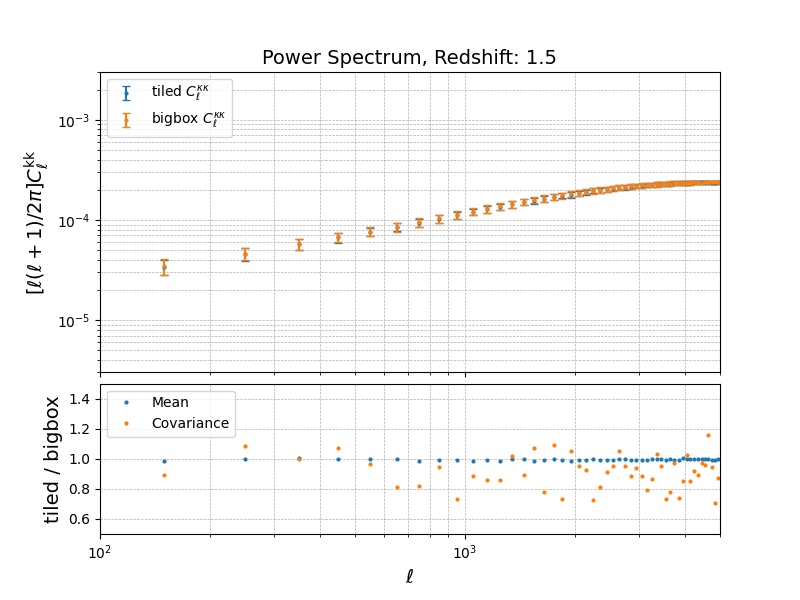 Power Spectrum, Redshift: 1.5
tiled $C_\ell^{\kappa\kappa}$
bigbox $C_\ell^{\kappa\kappa}$
$[\ell(\ell+1)/2\pi]C_\ell^{\mathrm{kk}}$
$10^{-3}$
$10^{-4}$
$10^{-5}$
Mean
Covariance
tiled / bigbox
1.4
1.2
1.0
0.8
0.6
$10^2$
$10^3$
$\ell$